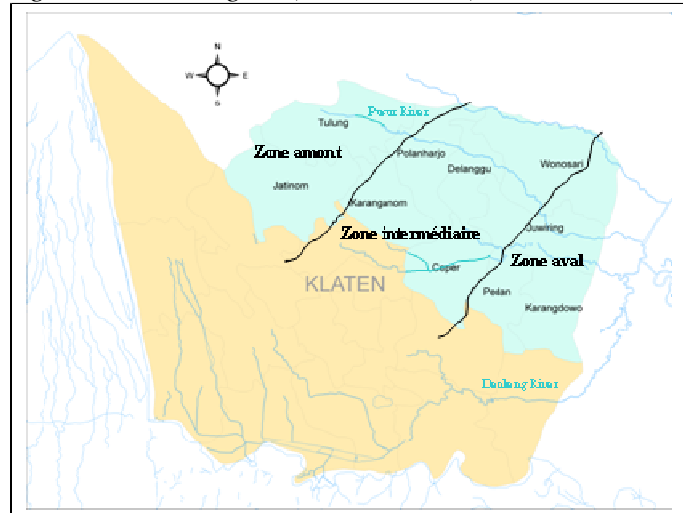 N
W
E
S
Pusur River
Tulung
Zone amont
Polanharjo
Delanggu
Wonosari
Jatinom
Karanganom
Zone intermédiaire
Juwiring
Zone aval
Ceper
KLATEN
Pedan
Karangdowo
Dengkeng River